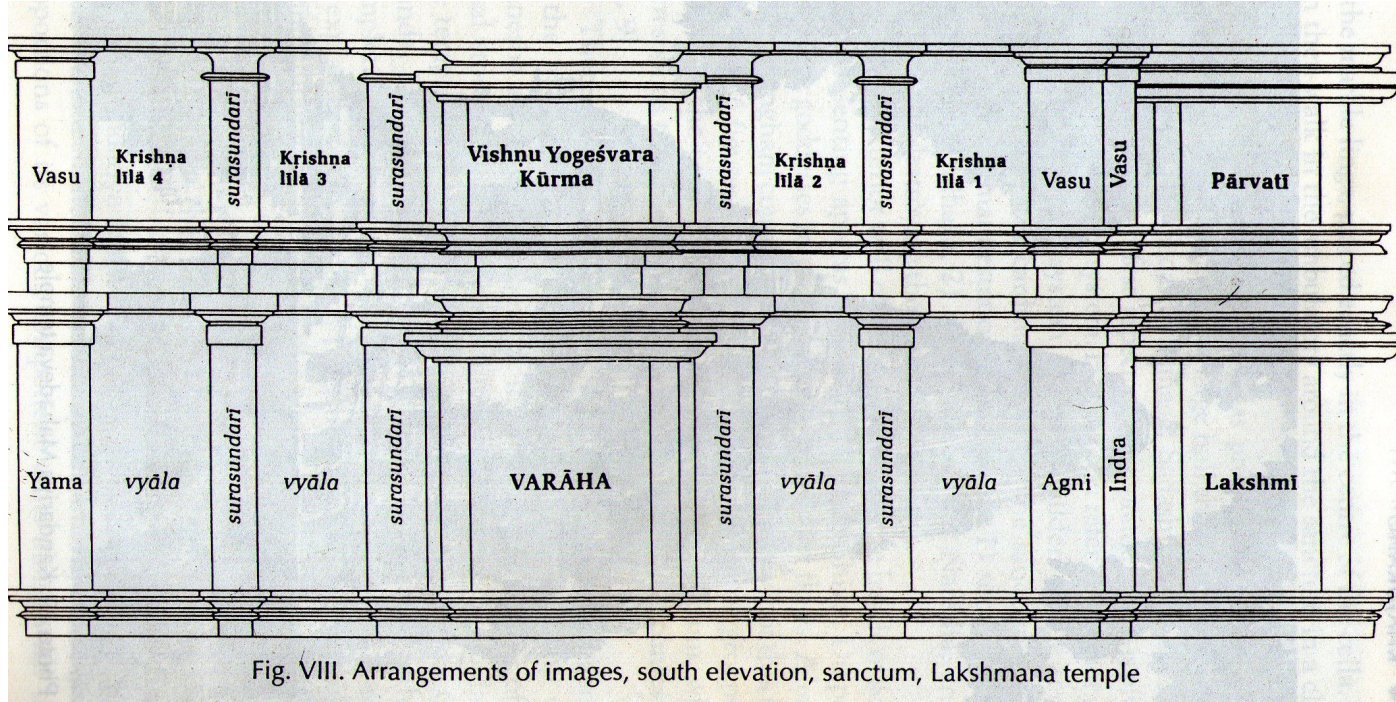 Vasu
Kṛishṇa
līlā 4
surasundarī
Kṛishṇa
līlā 3
surasundarī
Vishṇu Yogeśvara
Kūrma
surasundarī
Kṛishṇa
līlā 2
surasundarī
Kṛishṇa
līlā 1
Vasu
Vasu
Pārvatī
Yama
vyāla
surasundarī
vyāla
surasundarī
VARĀHA
surasundarī
vyāla
surasundarī
vyāla
Agni
Indra
Lakshmī
Fig. VIII. Arrangements of images, south elevation, sanctum, Lakshmana temple